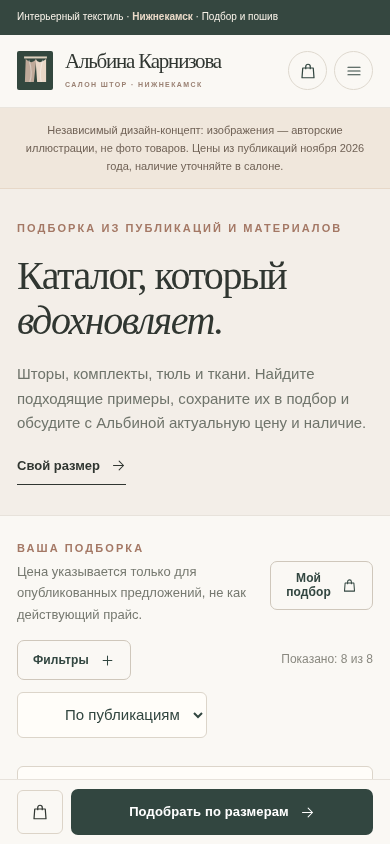 Интерьерный текстиль · Нижнекамск · Подбор и пошив
Альбина Карнизова
САЛОН ШТОР · НИЖНЕКАМСК
Независимый дизайн-концепт: изображения — авторские
иллюстрации, не фото товаров. Цены из публикаций ноября 2026
года, наличие уточняйте в салоне.
ПОДБОРКА ИЗ ПУБЛИКАЦИЙ И МАТЕРИАЛОВ
Каталог, который
вдохновляет.
Шторы, комплекты, тюль и ткани. Найдите
подходящие примеры, сохраните их в подбор и
обсудите с Альбиной актуальную цену и наличие.
Свой размер
ВАША ПОДБОРКА
Цена указывается только для
опубликованных предложений, не как
действующий прайс.
Мой
подбор
Фильтры
Показано: 8 из 8
По публикациям
Подобрать по размерам